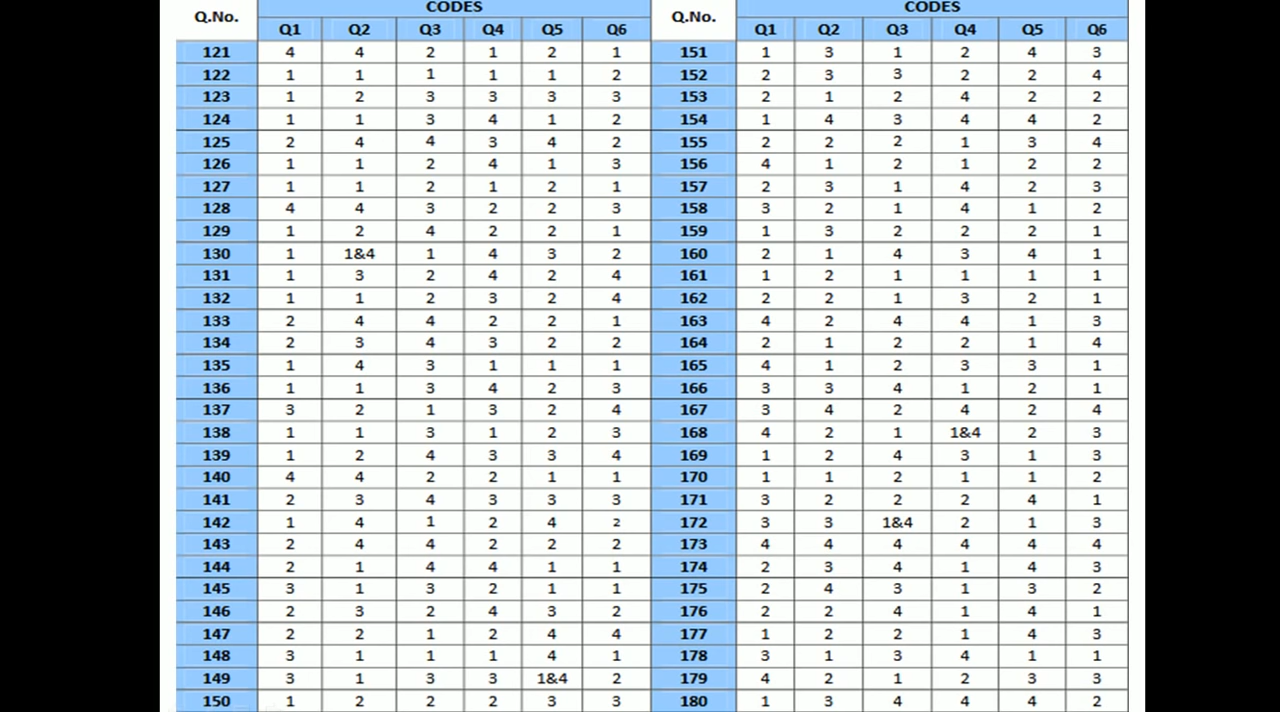 Q.No. CODES Q.No. CODES
Q1 Q2 Q3 Q4 Q5 Q6 Q1 Q2 Q3 Q4 Q5 Q6
121 4 4 2 1 2 1 151 1 3 1 2 4 3
122 1 1 1 1 1 2 152 2 3 3 2 2 4
123 1 2 3 3 3 3 153 2 1 2 4 2 2
124 1 1 3 4 1 2 154 1 4 3 4 4 2
125 2 4 4 3 4 2 155 2 2 2 1 3 4
126 1 1 2 4 1 3 156 4 1 2 1 2 2
127 1 1 2 1 2 1 157 2 3 1 4 2 3
128 4 4 3 2 2 3 158 3 2 1 4 1 2
129 1 2 4 2 2 1 159 1 3 2 2 2 1
130 1 1&4 1 4 3 2 160 2 1 4 3 4 1
131 1 3 2 4 2 4 161 1 2 1 1 1 1
132 1 1 2 3 2 4 162 2 2 1 3 2 1
133 2 4 4 2 2 1 163 4 2 4 4 1 3
134 2 3 4 3 2 2 164 2 1 2 2 1 4
135 1 4 3 1 1 1 165 4 1 2 3 3 1
136 1 1 3 4 2 3 166 3 3 4 1 2 1
137 3 2 1 3 2 4 167 3 4 2 4 2 4
138 1 1 3 1 2 3 168 4 2 1 1&4 2 3
139 1 2 4 3 3 4 169 1 2 4 3 1 3
140 4 4 2 2 1 1 170 1 1 2 1 1 2
141 2 3 4 3 3 3 171 3 2 2 2 4 1
142 1 4 1 2 4 2 172 3 3 1&4 2 1 3
143 2 4 4 2 2 2 173 4 4 4 4 4 4
144 2 1 4 4 1 1 174 2 3 4 1 4 3
145 3 1 3 2 1 1 175 2 4 3 1 3 2
146 2 3 2 4 3 2 176 2 2 4 1 4 1
147 2 2 1 2 4 4 177 1 2 2 1 4 3
148 3 1 1 1 4 1 178 3 1 3 4 1 1
149 3 1 3 3 1&4 2 179 4 2 1 2 3 3
150 1 2 2 2 3 3 180 1 3 4 4 4 2